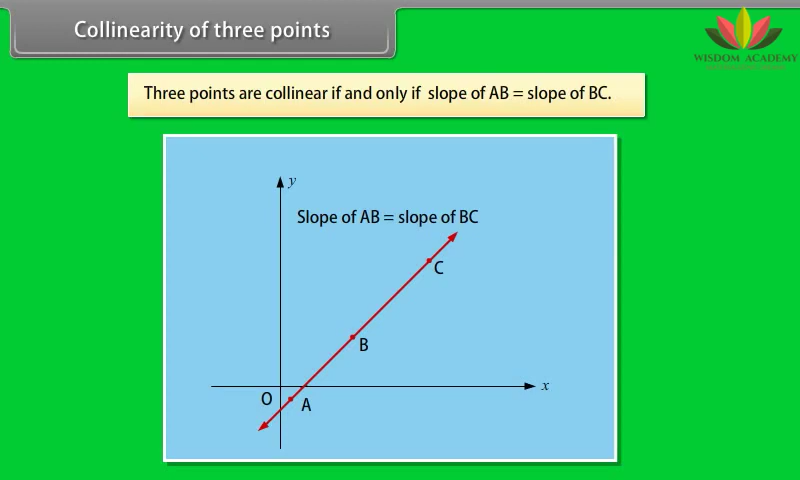 Collinearity of three points
WISDOM ACADEMY
Three points are collinear if and only if slope of AB = slope of BC.
y
Slope of AB = slope of BC
C
B
x
O
A